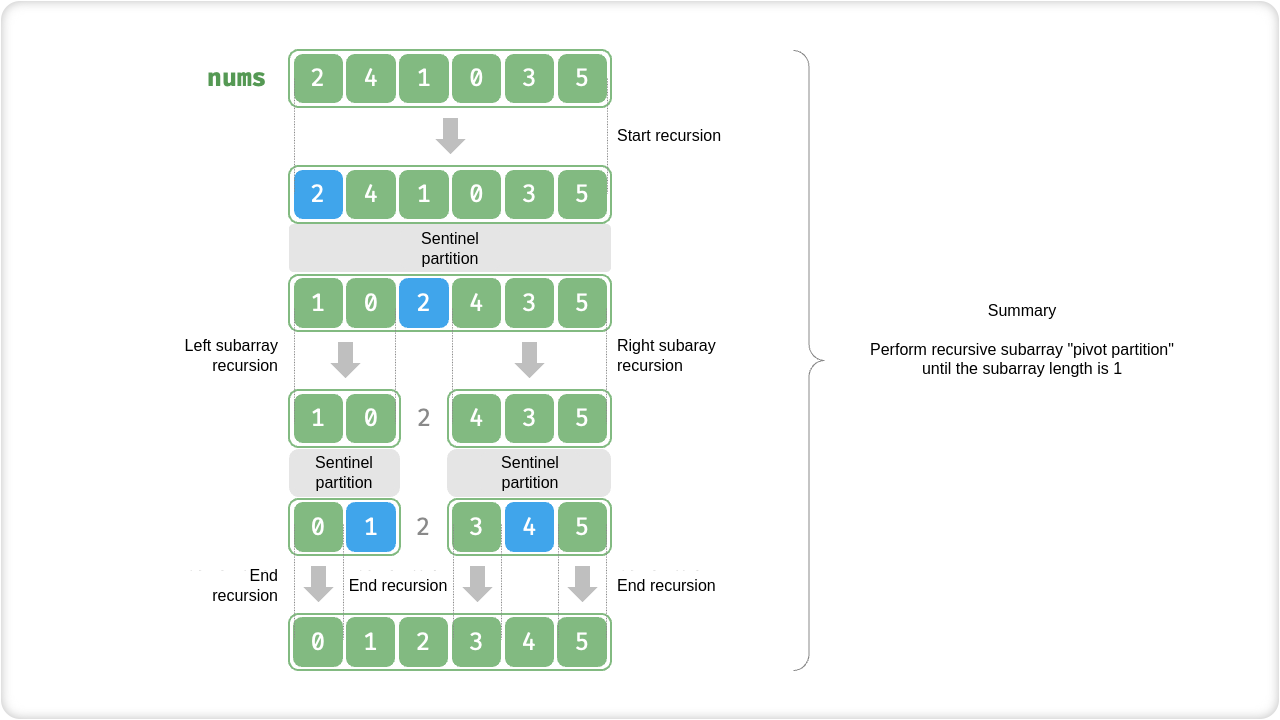 nums 2 4 1 0 3 5
Start recursion
2 4 1 0 3 5
Sentinel
partition
1 0 2 4 3 5
Left subarray
recursion
Right subaray
recursion
1 0 2 4 3 5
Sentinel
partition
Sentinel
partition
0 1 2 3 4 5
End
recursion
End recursion
End recursion
0 1 2 3 4 5
Summary
Perform recursive subarray "pivot partition"
until the subarray length is 1